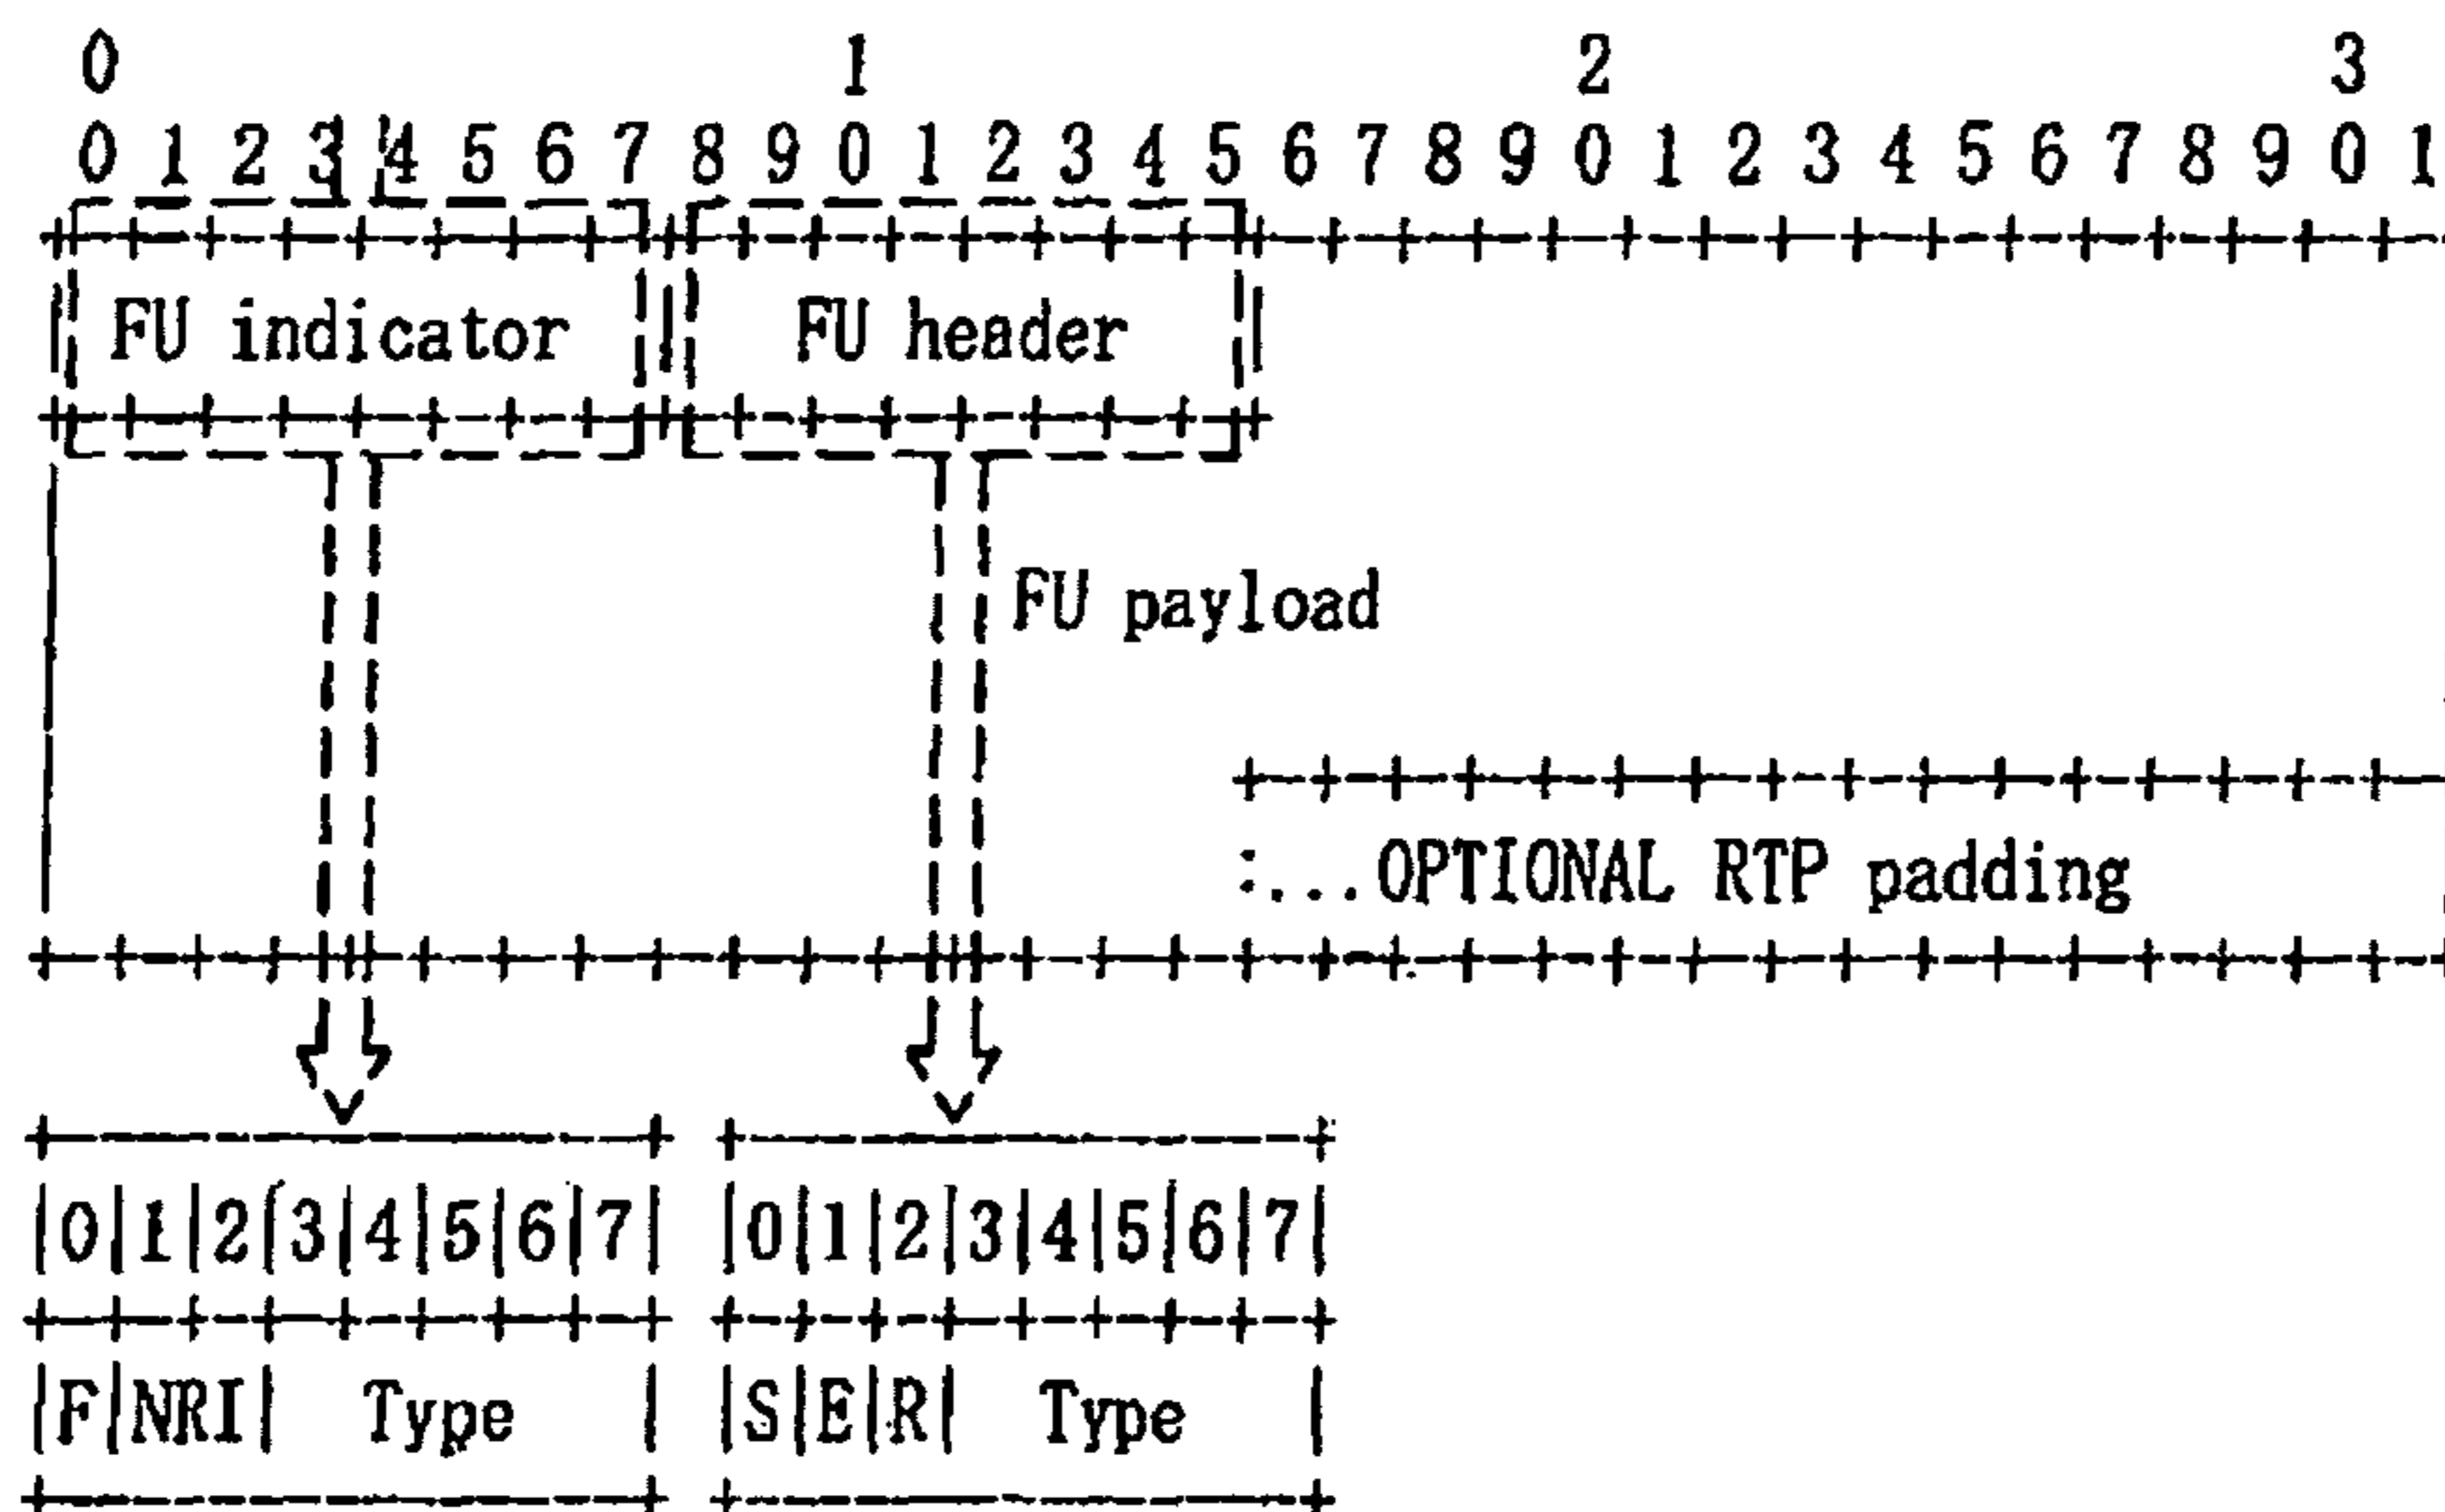 0 1 2 3
0 1 2 3 4 5 6 7 8 9 0 1 2 3 4 5 6 7 8 9 0 1 2 3 4 5 6 7 8 9 0 1
FU indicator FU header
FU payload
:...OPTIONAL RTP padding
|0|1|2|3|4|5|6|7| |0|1|2|3|4|5|6|7|
|F|NRI| Type | |S|E|R| Type |